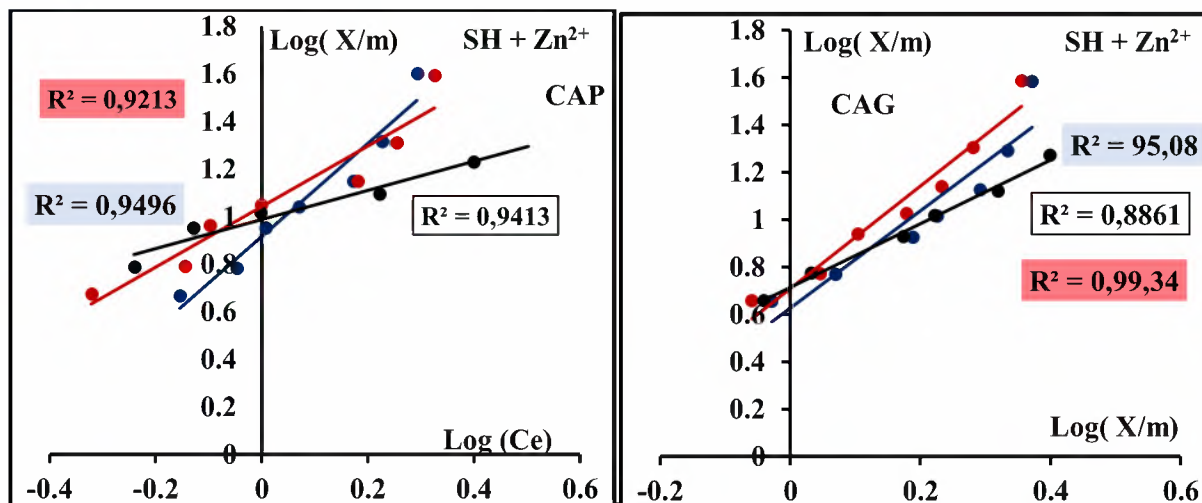 Log( X/m)
SH + Zn²⁺
CAP
R² = 0,9213
R² = 0,9496
R² = 0,9413
1.8
1.6
1.4
1.2
1
0.8
0.6
0.4
0.2
0
Log (Ce)
-0.4
-0.2
0
0.2
0.4
0.6
Log( X/m)
SH + Zn²⁺
CAG
R² = 95,08
R² = 0,8861
R² = 0,99,34
1.8
1.6
1.4
1.2
1
0.8
0.6
0.4
0.2
0
Log( X/m)
-0.2
0
0.2
0.4
0.6